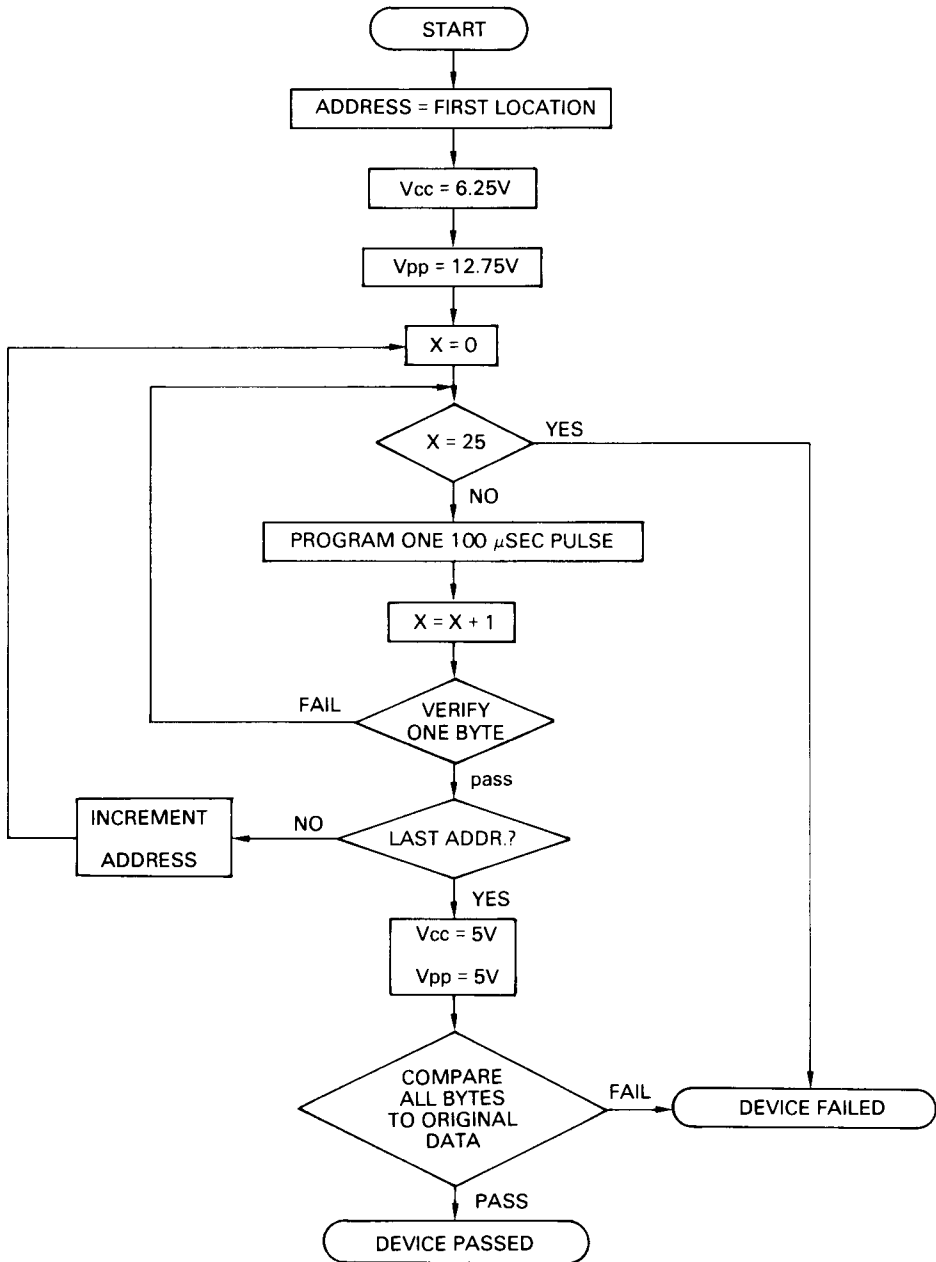 START
ADDRESS = FIRST LOCATION
Vcc = 6.25V
Vpp = 12.75V
X = 0
X = 25
YES
NO
PROGRAM ONE 100 μSEC PULSE
X = X + 1
FAIL
VERIFY
ONE BYTE
pass
INCREMENT
ADDRESS
NO
LAST ADDR.?
YES
Vcc = 5V
Vpp = 5V
COMPARE
ALL BYTES
TO ORIGINAL
DATA
FAIL
DEVICE FAILED
PASS
DEVICE PASSED